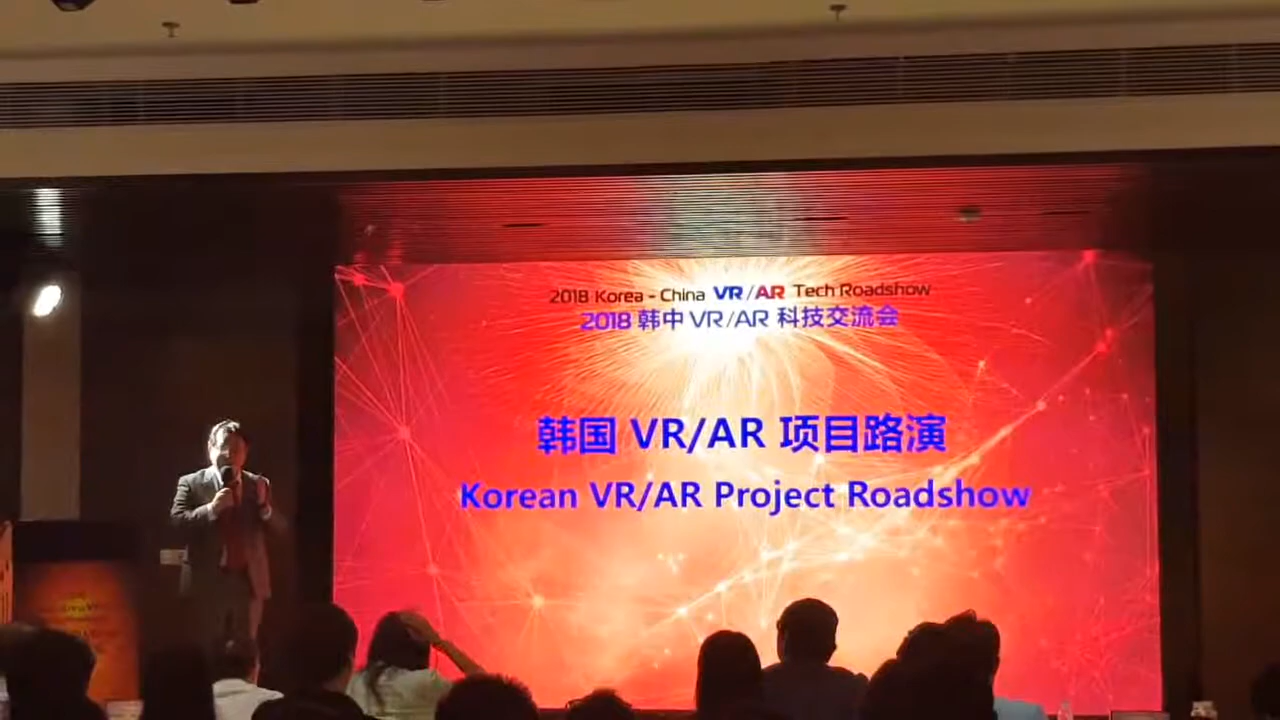 2018 Korea - China VR/AR Tech Roadshow
2018 韩中 VR/AR 科技交流会
韩国 VR/AR 项目路演
Korean VR/AR Project Roadshow